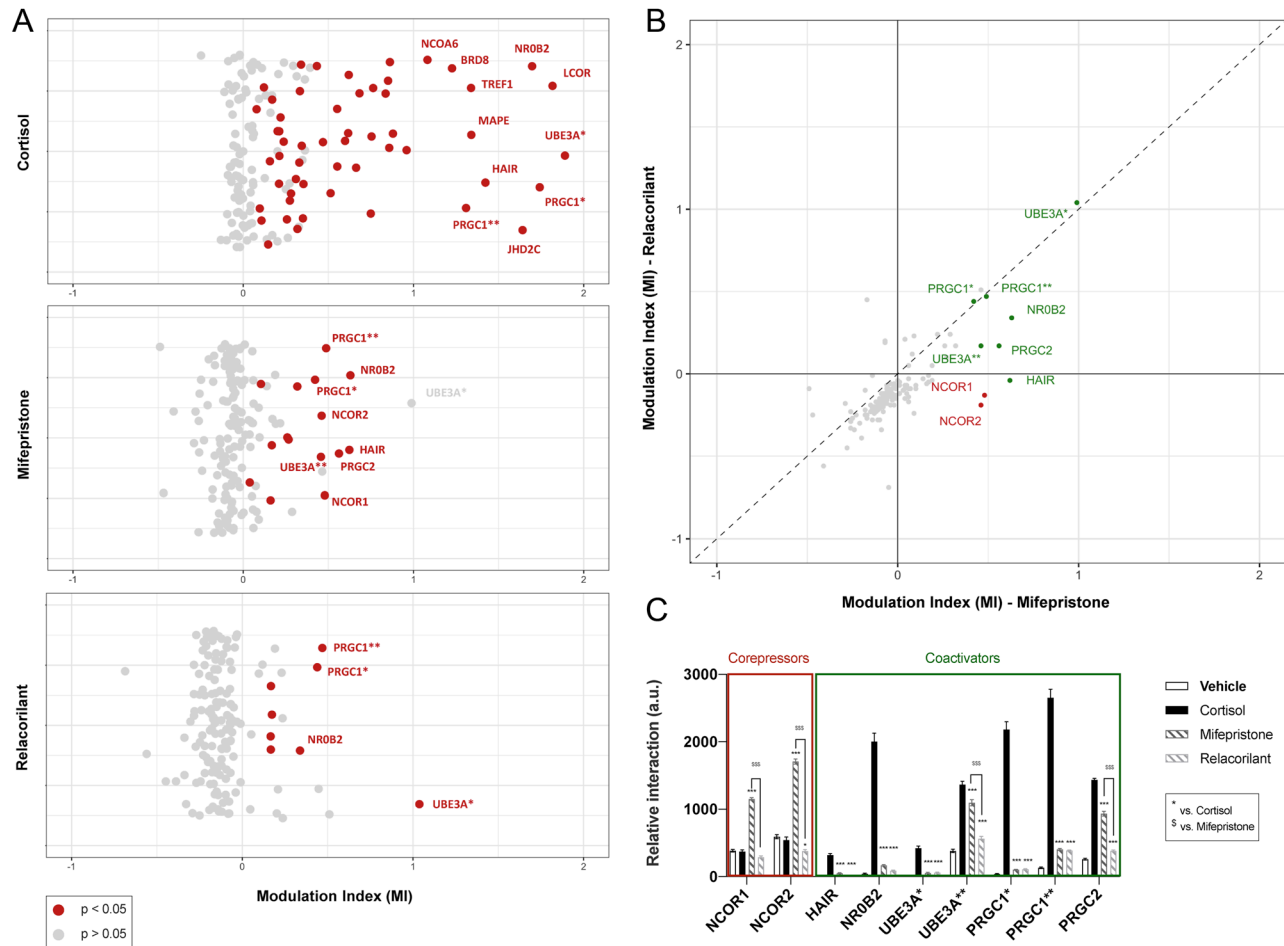 A
Cortisol
NCOA6
NR0B2
BRD8
LCOR
TREF1
MAPE
UBE3A*
HAIR
PRGC1*
PRGC1**
JHD2C
-1
0
1
2
Mifepristone
PRGC1**
NR0B2
UBE3A*
PRGC1*
NCOR2
HAIR
UBE3A**
PRGC2
NCOR1
-1
0
1
2
Relacorilant
PRGC1**
PRGC1*
NR0B2
UBE3A*
-1
0
1
2
Modulation Index (MI)
p < 0.05
p > 0.05
B
Modulation Index (MI) - Relacorilant
2
1
0
-1
UBE3A*
PRGC1*
PRGC1**
NR0B2
UBE3A**
PRGC2
NCOR1
HAIR
NCOR2
-1
0
1
2
Modulation Index (MI) - Mifepristone
C
Corepressors
Coactivators
Relative interaction (a.u.)
3000
2000
1000
0
$$$
***
$$$
***
*
*** ***
*** ***
*** ***
$$$
***
***
*** ***
*** ***
$$$
***
***
NCOR1
NCOR2
HAIR
NR0B2
UBE3A*
UBE3A**
PRGC1*
PRGC1**
PRGC2
Vehicle
Cortisol
Mifepristone
Relacorilant
* vs. Cortisol
$ vs. Mifepristone